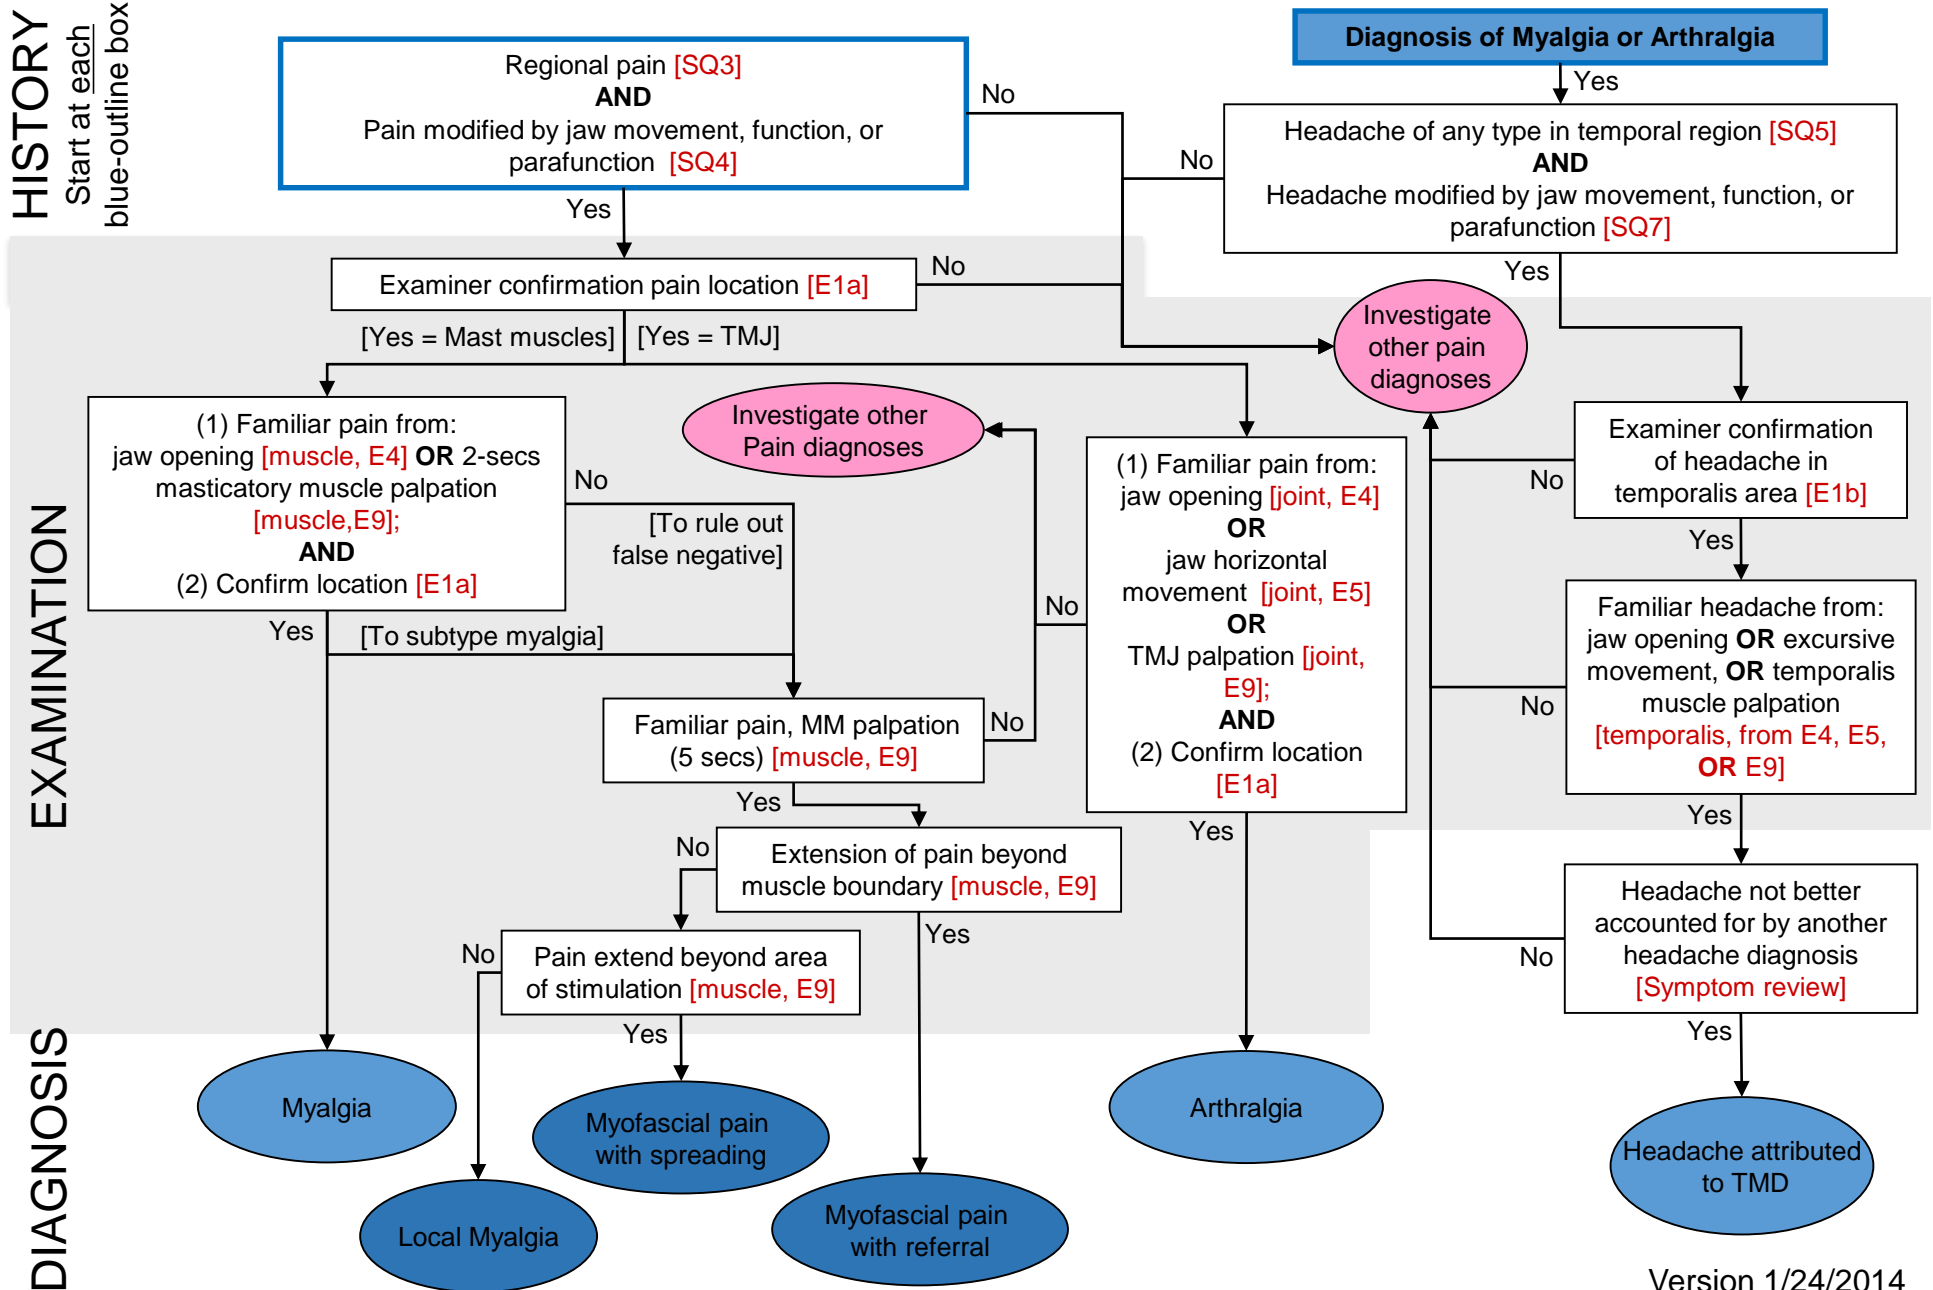 HISTORY
Start at each
blue-outline box
Regional pain [SQ3]
AND
Pain modified by jaw movement, function, or
parafunction [SQ4]
No
Yes
Diagnosis of Myalgia or Arthralgia
Yes
Headache of any type in temporal region [SQ5]
AND
Headache modified by jaw movement, function, or
parafunction [SQ7]
No
Yes
EXAMINATION
Examiner confirmation pain location [E1a]
No
[Yes = Mast muscles]
[Yes = TMJ]
Investigate
other pain
diagnoses
(1) Familiar pain from:
jaw opening [muscle, E4] OR 2-secs
masticatory muscle palpation
[muscle,E9];
AND
(2) Confirm location [E1a]
No
[To rule out
false negative]
Yes
[To subtype myalgia]
Investigate other
Pain diagnoses
(1) Familiar pain from:
jaw opening [joint, E4]
OR
jaw horizontal
movement [joint, E5]
OR
TMJ palpation [joint,
E9];
AND
(2) Confirm location
[E1a]
No
Yes
Examiner confirmation
of headache in
temporalis area [E1b]
No
Yes
Familiar headache from:
jaw opening OR excursive
movement, OR temporalis
muscle palpation
[temporalis, from E4, E5,
OR E9]
No
Yes
Familiar pain, MM palpation
(5 secs) [muscle, E9]
No
Yes
Extension of pain beyond
muscle boundary [muscle, E9]
No
Yes
Pain extend beyond area
of stimulation [muscle, E9]
No
Yes
Headache not better
accounted for by another
headache diagnosis
[Symptom review]
No
Yes
DIAGNOSIS
Myalgia
Local Myalgia
Myofascial pain
with spreading
Myofascial pain
with referral
Arthralgia
Headache attributed
to TMD
Version 1/24/2014